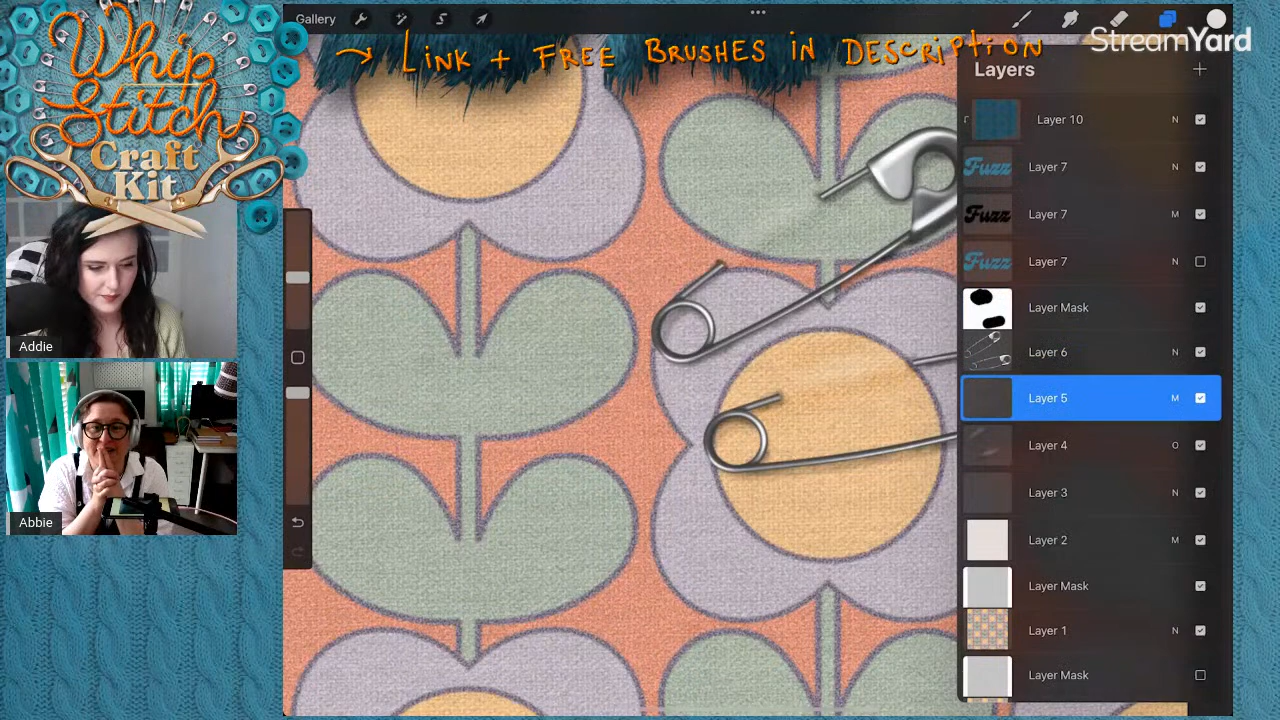 Whip
Stitch
Craft
Kit
Addie
Abbie
Gallery
→ LINK + FREE BRUSHES IN DESCRIPTION
StreamYard
Layers
Layer 10 N
Fuzz Layer 7 N
Fuzz Layer 7 M
Fuzz Layer 7 N
Layer Mask
Layer 6 N
Layer 5 M
Layer 4 O
Layer 3 N
Layer 2 M
Layer Mask
Layer 1 N
Layer Mask